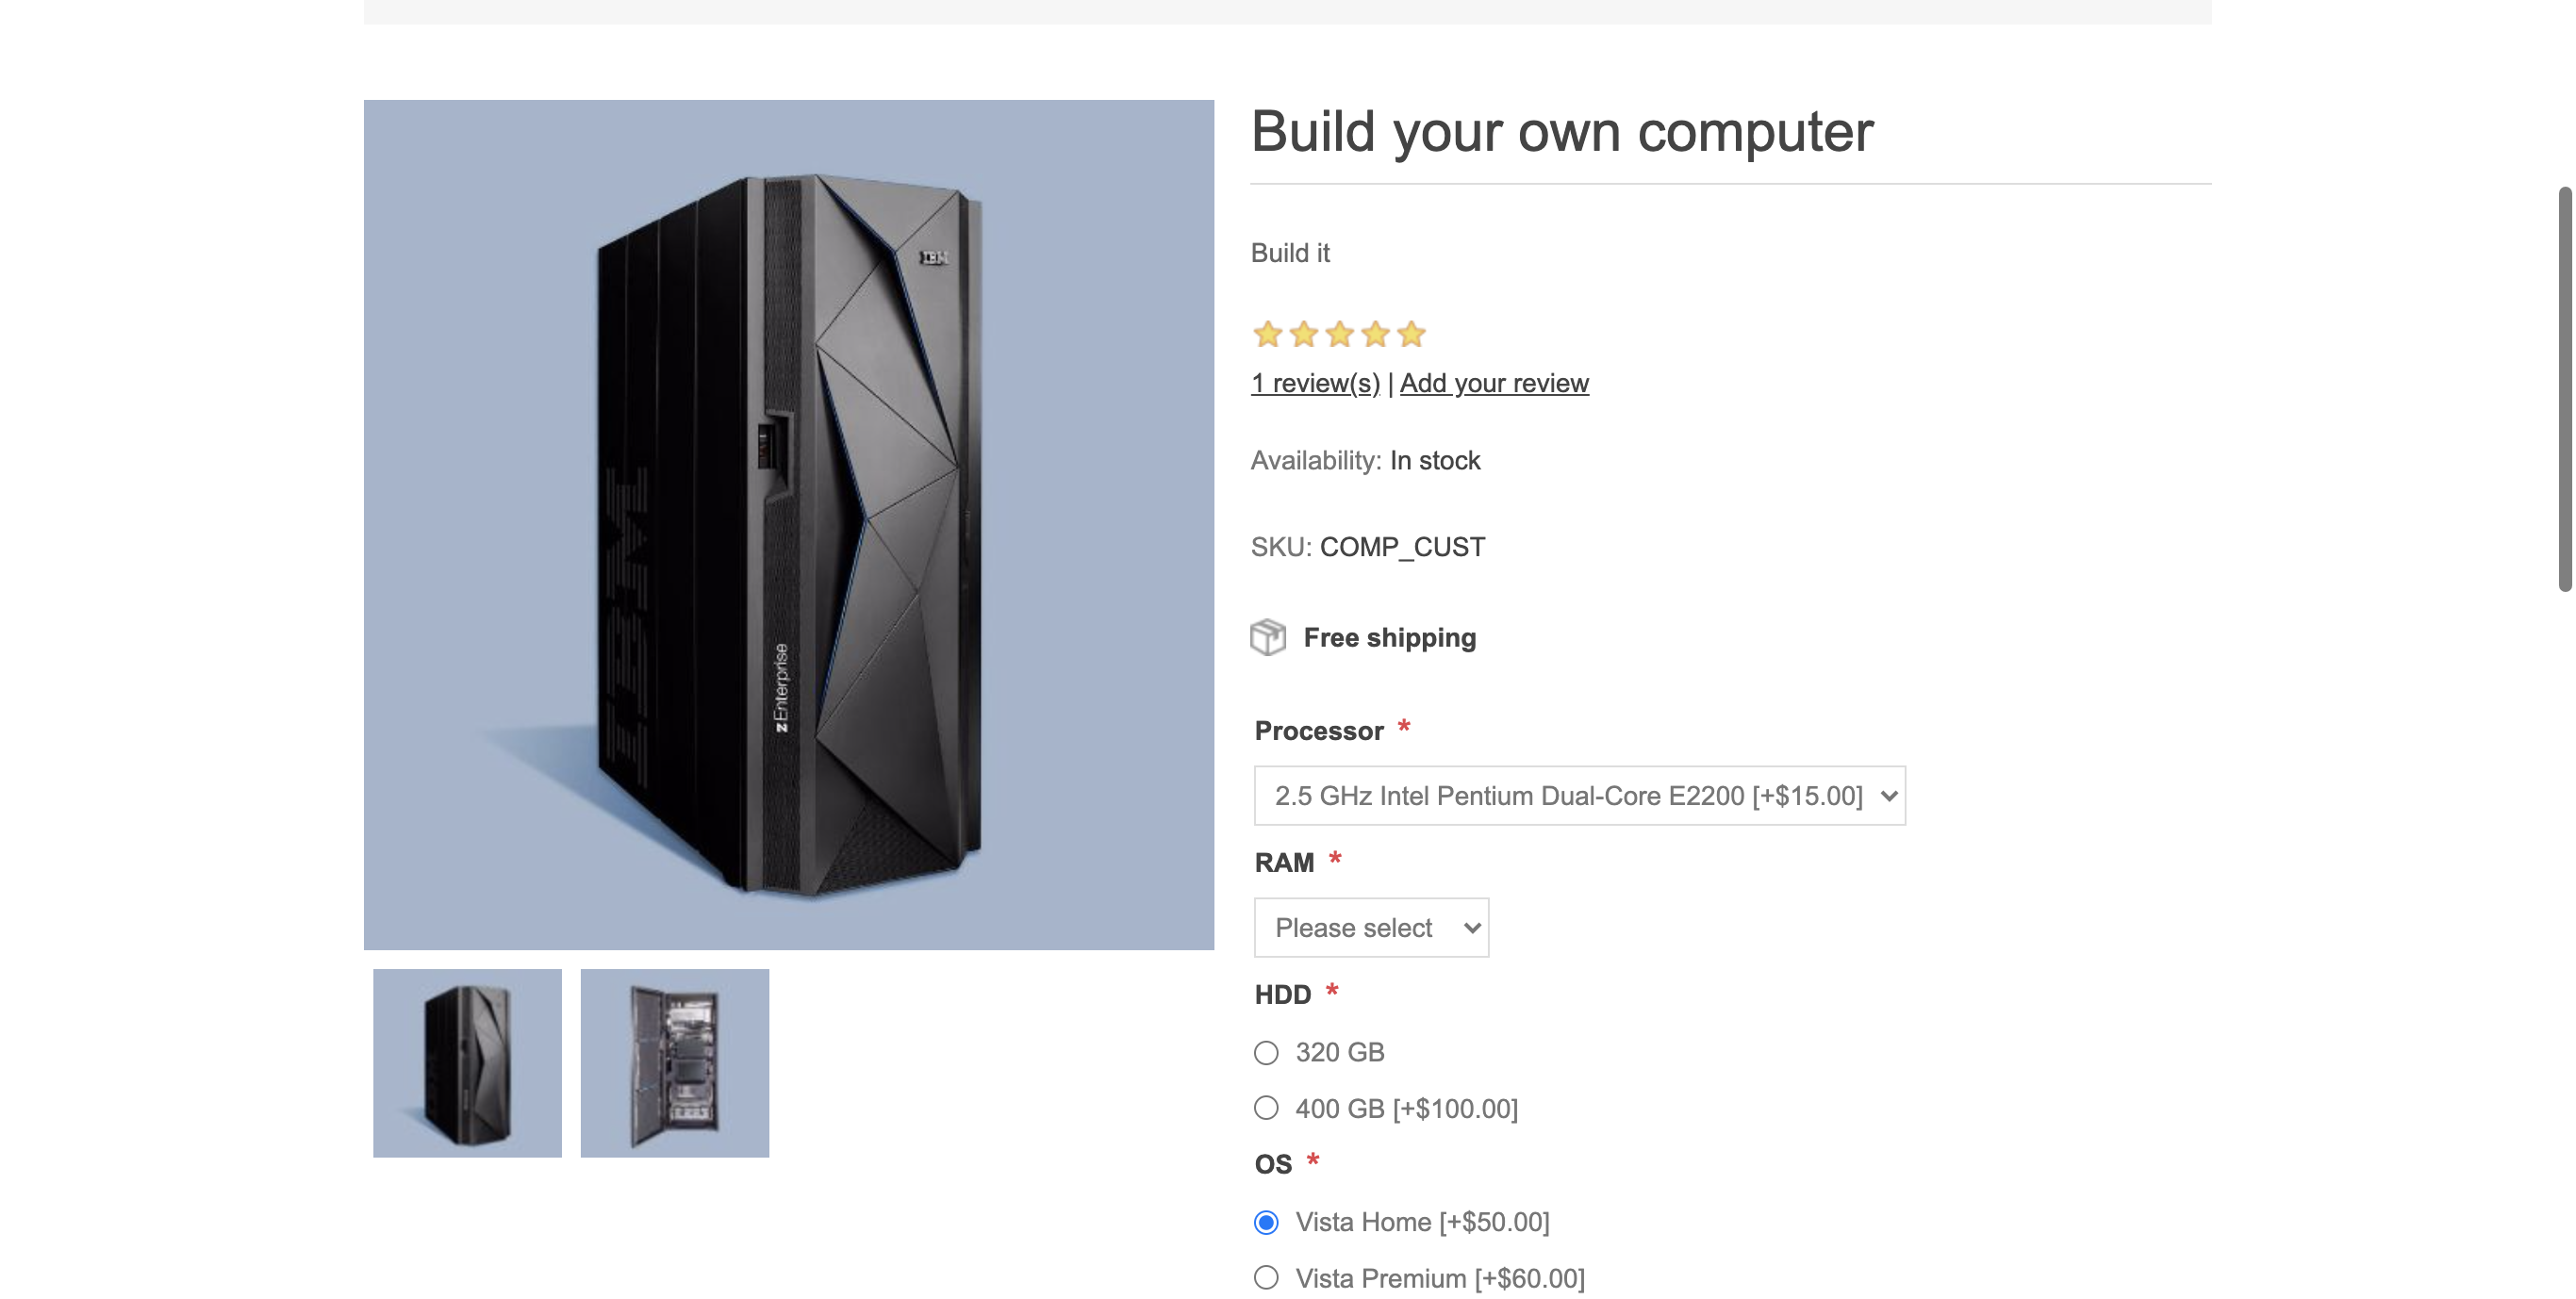 Build your own computer
Build it
1 review(s) | Add your review
Availability: In stock
SKU: COMP_CUST
Free shipping
Processor *
2.5 GHz Intel Pentium Dual-Core E2200 [+$15.00]
RAM *
Please select
HDD *
320 GB
400 GB [+$100.00]
OS *
Vista Home [+$50.00]
Vista Premium [+$60.00]
IBM
IBM
zEnterprise